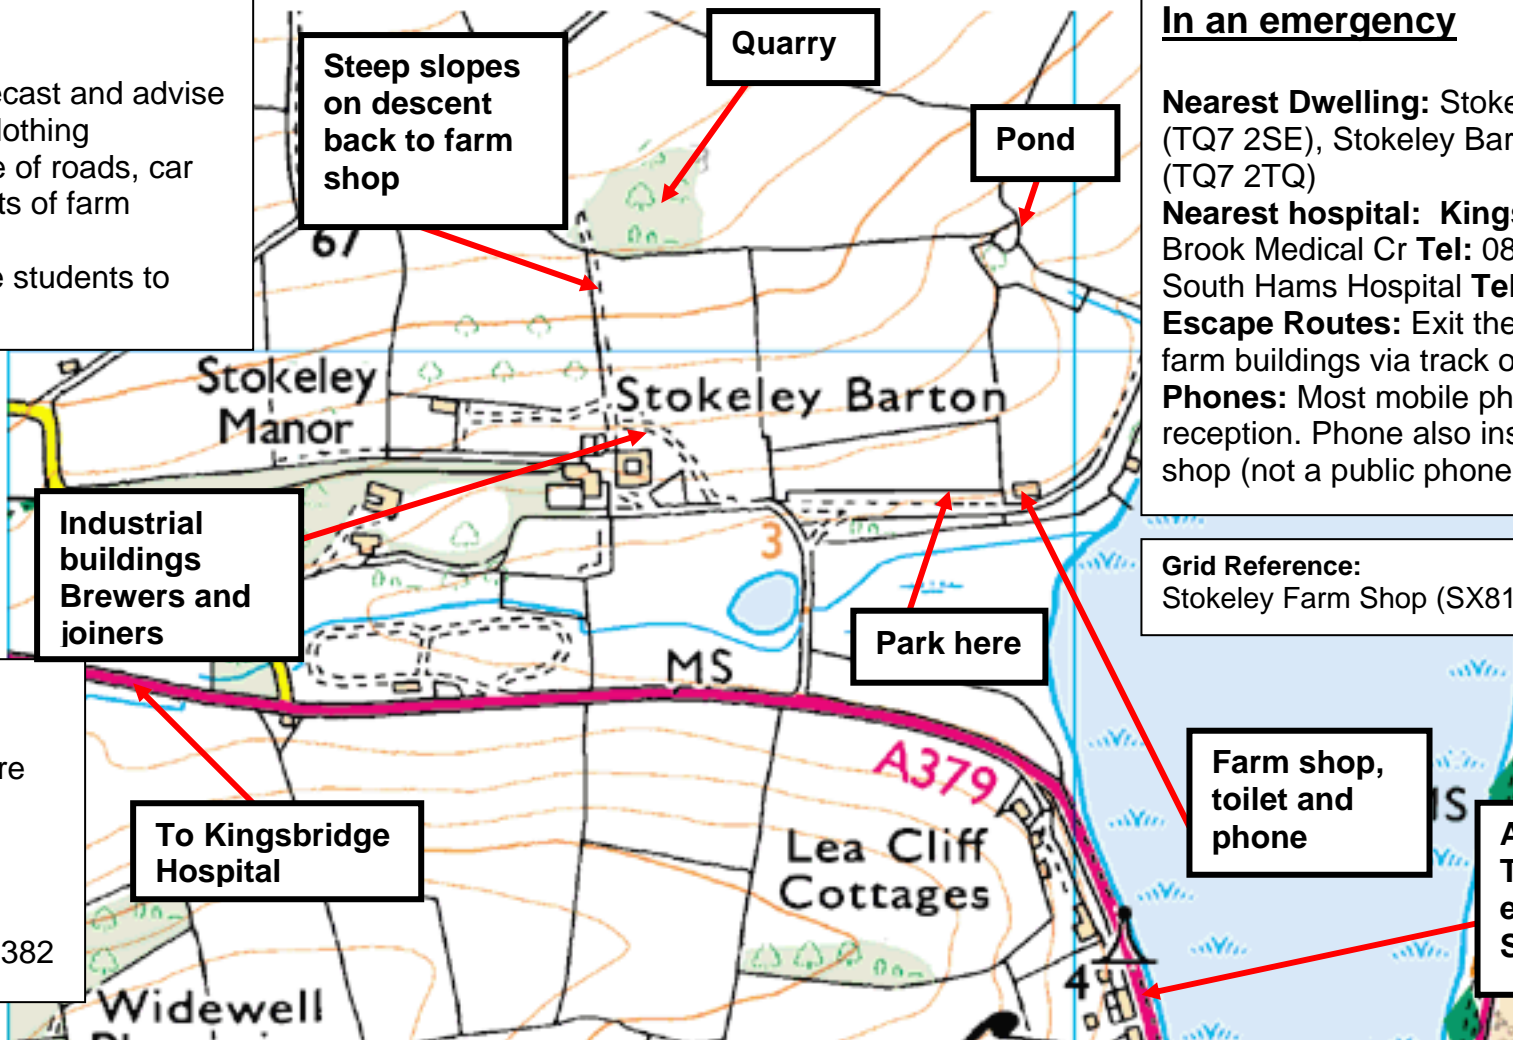 ecast and advise
lothing
e of roads, car
ts of farm
e students to
Steep slopes
on descent
back to farm
shop
Quarry
Pond
In an emergency
Nearest Dwelling: Stoke
(TQ7 2SE), Stokeley Bar
(TQ7 2TQ)
Nearest hospital: Kings
Brook Medical Cr Tel: 08
South Hams Hospital Tel
Escape Routes: Exit the
farm buildings via track o
Phones: Most mobile ph
reception. Phone also ins
shop (not a public phone
67
Stokeley
Manor
Stokeley Barton
Industrial
buildings
Brewers and
joiners
3
Grid Reference:
Stokeley Farm Shop (SX81
Park here
MS
A379
re
To Kingsbridge
Hospital
382
Farm shop,
toilet and
phone
MS
Lea Cliff
Cottages
A
T
e
S
4
Widewell